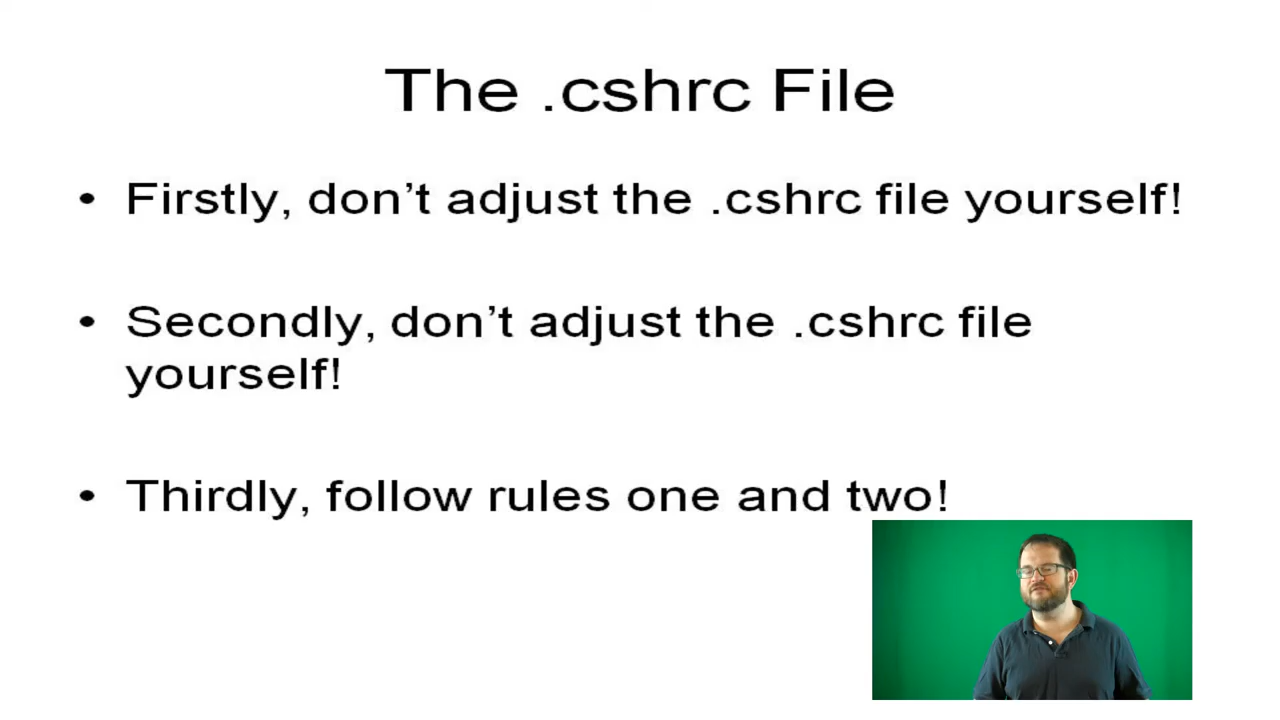 The .cshrc File
• Firstly, don’t adjust the .cshrc file yourself!
• Secondly, don’t adjust the .cshrc file
yourself!
• Thirdly, follow rules one and two!